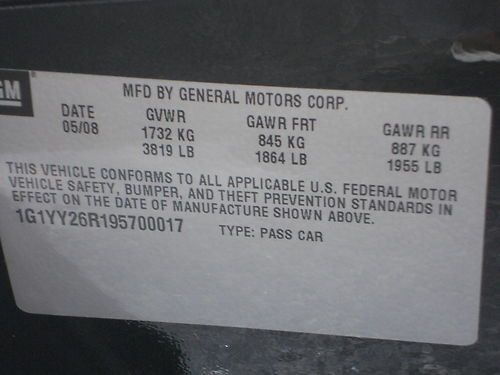 GM
MFD BY GENERAL MOTORS CORP.
DATE GVWR GAWR FRT GAWR RR
05/08 1732 KG 845 KG 887 KG
3819 LB 1864 LB 1955 LB
THIS VEHICLE CONFORMS TO ALL APPLICABLE U.S. FEDERAL MOTOR
VEHICLE SAFETY, BUMPER, AND THEFT PREVENTION STANDARDS IN
EFFECT ON THE DATE OF MANUFACTURE SHOWN ABOVE.
1G1YY26R195700017 TYPE: PASS CAR